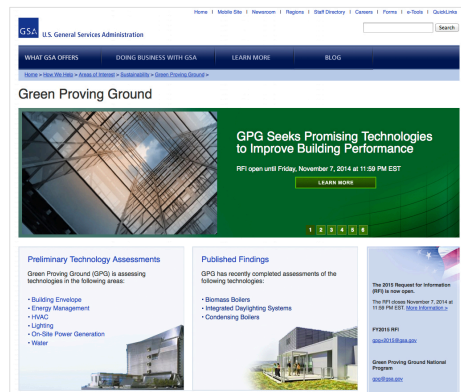 Home | Mobile Site | Newsroom | Regions | Staff Directory | Careers | Forms | e-Tools | QuickLinks
Search
GSA U.S. General Services Administration
WHAT GSA OFFERS DOING BUSINESS WITH GSA LEARN MORE BLOG
Home > How We Help > Areas of Interest > Sustainability > Green Proving Ground >
Green Proving Ground
GPG Seeks Promising Technologies
to Improve Building Performance
RFI open until Friday, November 7, 2014 at 11:59 PM EST
LEARN MORE
1 2 3 4 5 6
Preliminary Technology Assessments
Green Proving Ground (GPG) is assessing
technologies in the following areas:
• Building Envelope
• Energy Management
• HVAC
• Lighting
• On-Site Power Generation
• Water
Published Findings
GPG has recently completed assessments of the
following technologies:
• Biomass Boilers
• Integrated Daylighting Systems
• Condensing Boilers
The 2015 Request for Information
(RFI) is now open.
The RFI closes November 7, 2014 at
11:59 PM EST. More Information »
FY2015 RFI
gpg+2015@gsa.gov
Green Proving Ground National
Program
gpg@gsa.gov